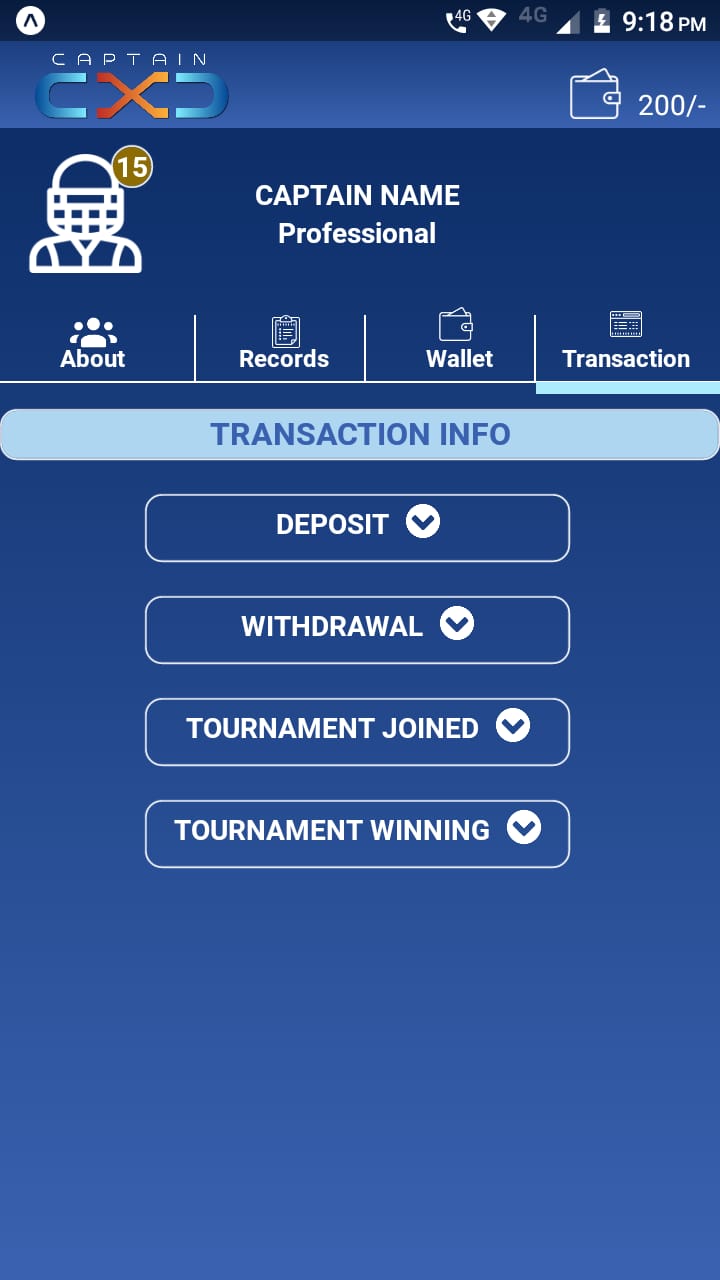 4G 4G 9:18 PM
CAPTAIN
CXD
200/-
15
CAPTAIN NAME
Professional
About Records Wallet Transaction
TRANSACTION INFO
DEPOSIT
WITHDRAWAL
TOURNAMENT JOINED
TOURNAMENT WINNING